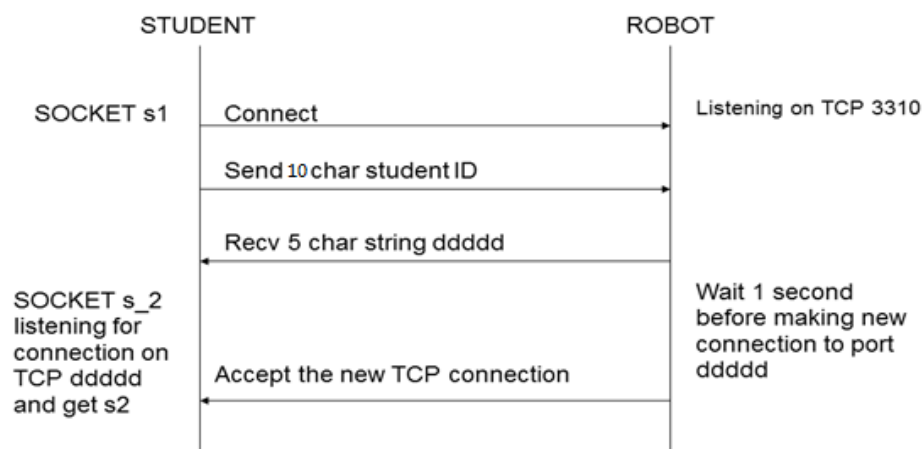 STUDENT
ROBOT
SOCKET s1
Connect
Listening on TCP 3310
Send 10 char student ID
Recv 5 char string ddddd
SOCKET s_2
listening for
connection on
TCP ddddd
and get s2
Wait 1 second
before making new
connection to port
ddddd
Accept the new TCP connection